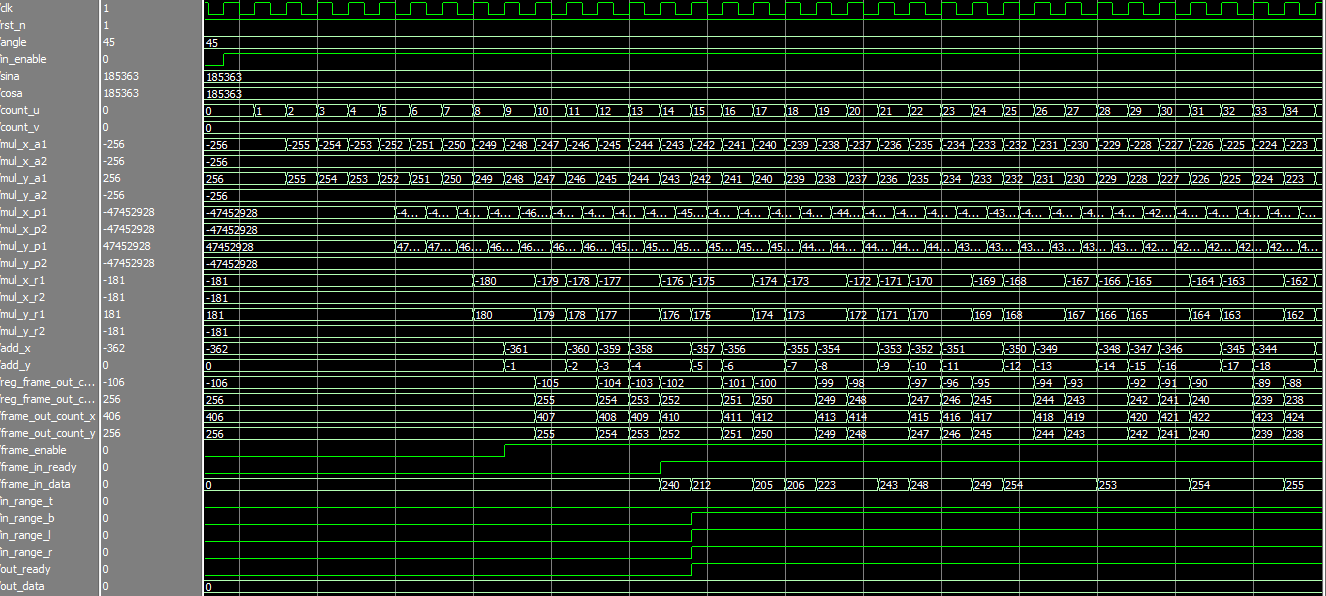 /clk 1
/rst_n 1
/angle 45 45
/in_enable 0
/sina 185363 185363
/cosa 185363 185363
/count_u 0 0 1 2 3 4 5 6 7 8 9 10 11 12 13 14 15 16 17 18 19 20 21 22 23 24 25 26 27 28 29 30 31 32 33 34
/count_v 0 0
/mul_x_a1 -256 -256 -255 -254 -253 -252 -251 -250 -249 -248 -247 -246 -245 -244 -243 -242 -241 -240 -239 -238 -237 -236 -235 -234 -233 -232 -231 -230 -229 -228 -227 -226 -225 -224 -223
/mul_x_a2 -256 -256
/mul_y_a1 256 256 255 254 253 252 251 250 249 248 247 246 245 244 243 242 241 240 239 238 237 236 235 234 233 232 231 230 229 228 227 226 225 224 223
/mul_y_a2 -256 -256
/mul_x_p1 -47452928 -47452928 -4... -4... -4... -4... -46... -4... -4... -4... -4... -45... -4... -4... -4... -4... -44... -4... -4... -4... -4... -43... -4... -4... -4... -4... -42... -4... -4... -4... -4... -...
/mul_x_p2 -47452928 -47452928
/mul_y_p1 47452928 47452928 47... 47... 46... 46... 46... 46... 46... 45... 45... 45... 45... 45... 45... 44... 44... 44... 44... 44... 43... 43... 43... 43... 43... 42... 42... 42... 42... 4...
/mul_y_p2 -47452928 -47452928
/mul_x_r1 -181 -181 -180 -179 -178 -177 -176 -175 -174 -173 -172 -171 -170 -169 -168 -167 -166 -165 -164 -163 -162
/mul_x_r2 -181 -181
/mul_y_r1 181 181 180 179 178 177 176 175 174 173 172 171 170 169 168 167 166 165 164 163 162
/mul_y_r2 -181 -181
/add_x -362 -362 -361 -360 -359 -358 -357 -356 -355 -354 -353 -352 -351 -350 -349 -348 -347 -346 -345 -344
/add_y 0 0 -1 -2 -3 -4 -5 -6 -7 -8 -9 -10 -11 -12 -13 -14 -15 -16 -17 -18
/reg_frame_out_c... -106 -106 -105 -104 -103 -102 -101 -100 -99 -98 -97 -96 -95 -94 -93 -92 -91 -90 -89 -88
/reg_frame_out_c... 256 256 255 254 253 252 251 250 249 248 247 246 245 244 243 242 241 240 239 238
/frame_out_count_x 406 406 407 408 409 410 411 412 413 414 415 416 417 418 419 420 421 422 423 424
/frame_out_count_y 256 256 255 254 253 252 251 250 249 248 247 246 245 244 243 242 241 240 239 238
/frame_enable 0
/frame_in_ready 0
/frame_in_data 0 0 240 212 205 206 223 243 248 249 254 253 254 255
/in_range_t 0
/in_range_b 0
/in_range_l 0
/in_range_r 0
/out_ready 0
/out_data 0 0